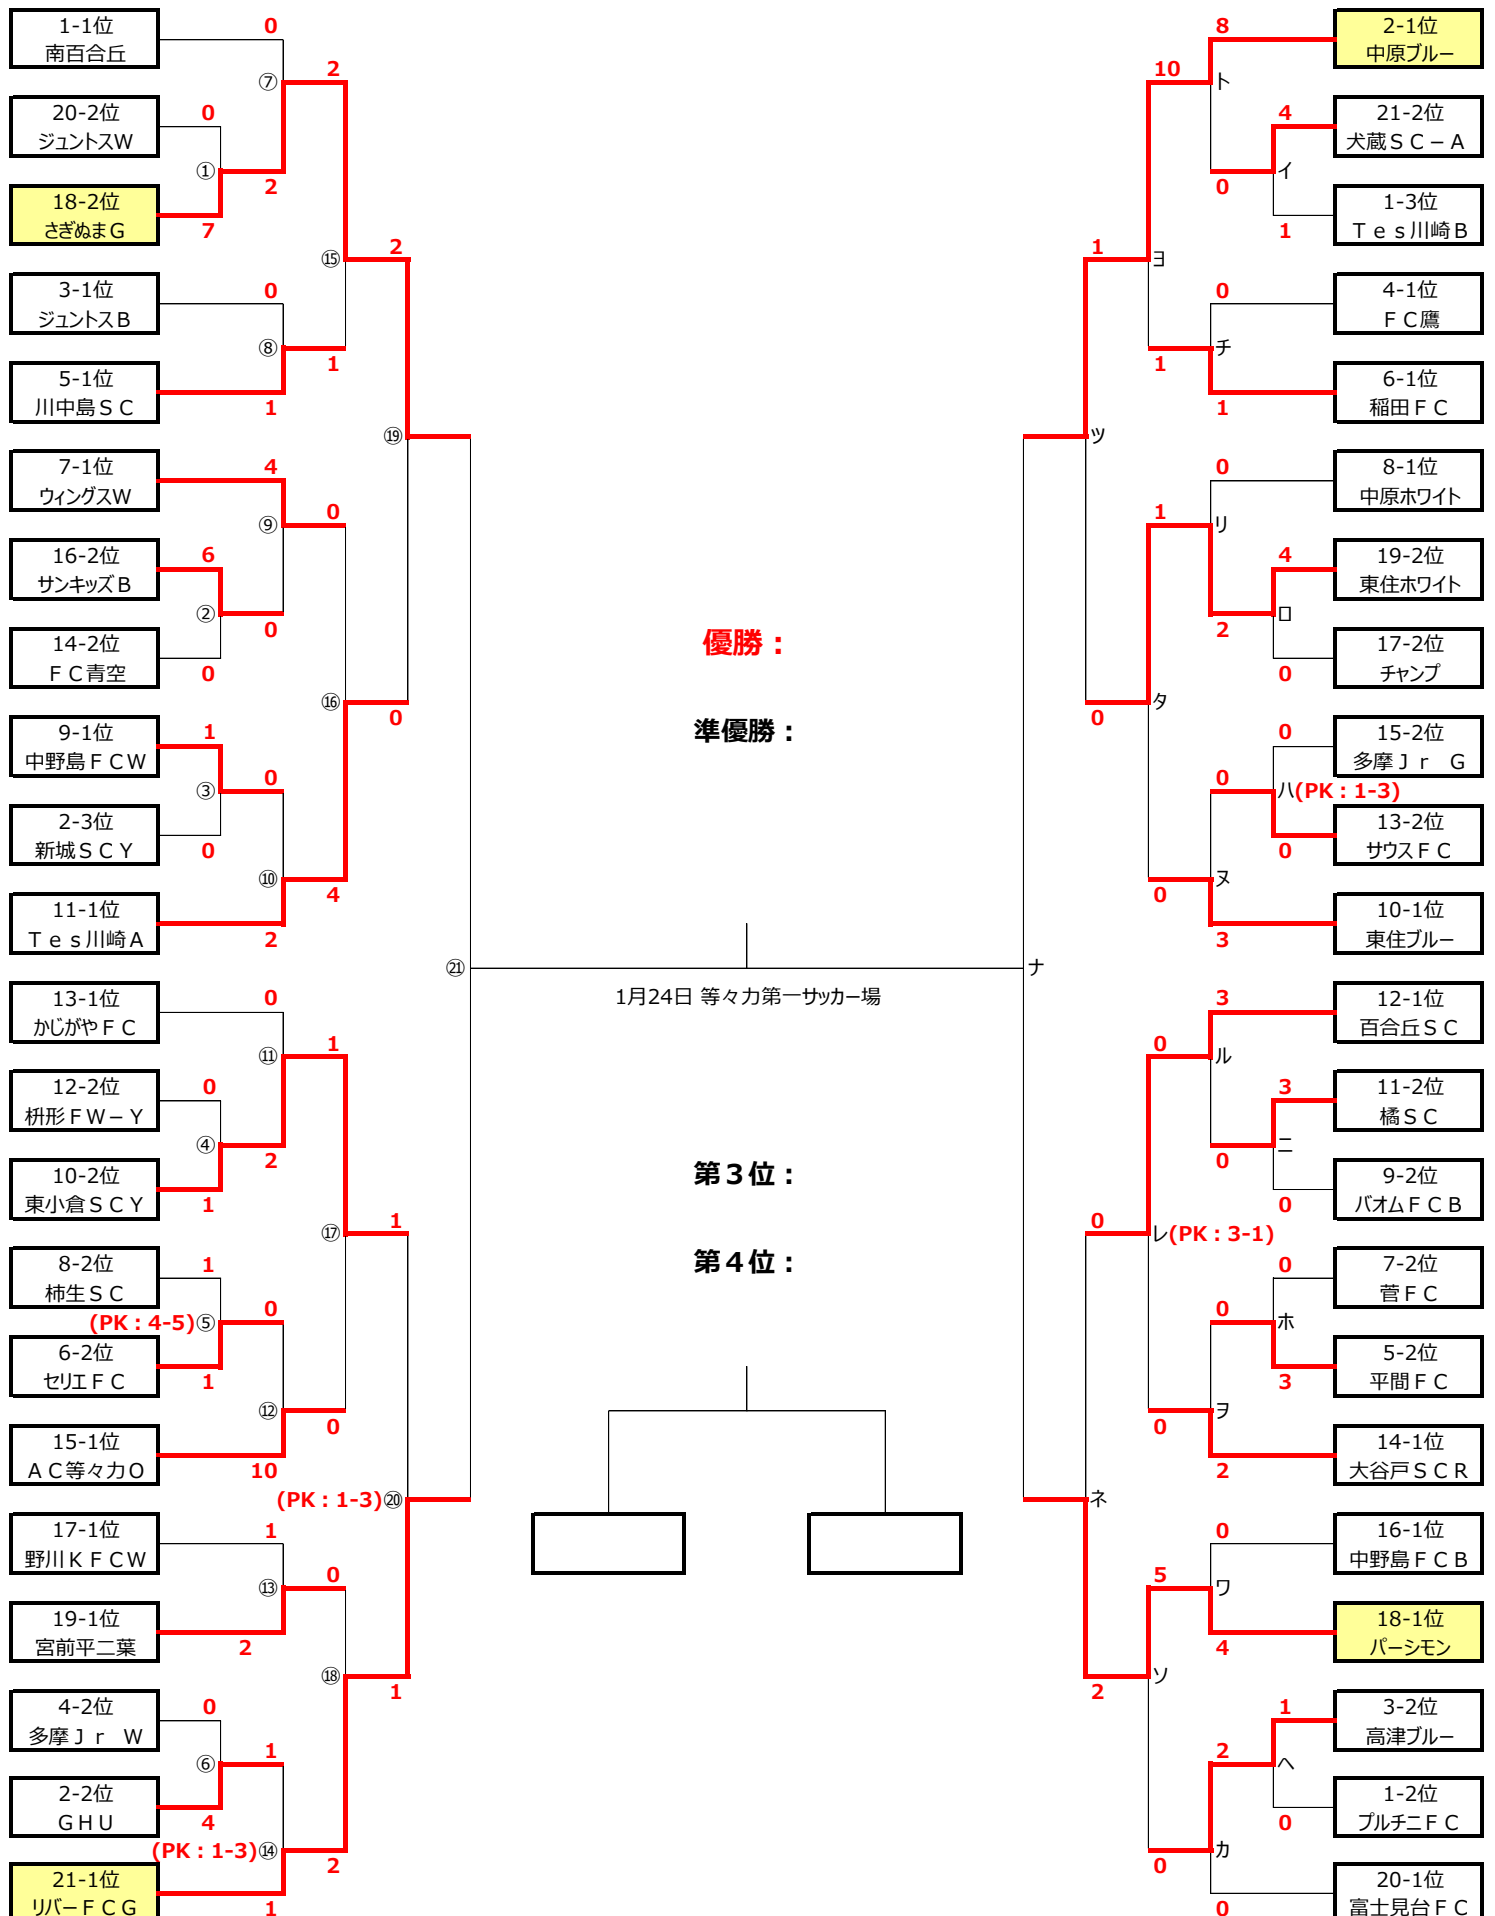 1-1位
南百合丘
0
⑦
2
20-2位
ジュントスW
0
①
2
18-2位
さぎぬまG
7
⑮
2
3-1位
ジュントスB
0
⑧
1
5-1位
川中島SC
1
⑲
7-1位
ウィングスW
4
⑨
0
16-2位
サンキッズB
6
②
0
14-2位
FC青空
0
⑯
0
9-1位
中野島FCW
1
③
0
2-3位
新城SCY
0
⑩
4
11-1位
Tes川崎A
2
㉑
13-1位
かじがやFC
0
⑪
1
12-2位
枡形FW-Y
0
④
2
10-2位
東小倉SCY
1
⑰
1
8-2位
柿生SC
1
(PK:4-5)⑤
0
6-2位
セリエFC
1
⑫
0
15-1位
AC等々力O
10
(PK:1-3)⑳
17-1位
野川KFCW
1
⑬
0
19-1位
宮前平二葉
2
⑱
1
4-2位
多摩Jr W
0
⑥
1
2-2位
GHU
4
(PK:1-3)⑭
2
21-1位
リバーFCG
1
優勝:
準優勝:
1月24日 等々力第一サッカー場
第3位:
第4位:
8
2-1位
中原ブルー
10
ト
4
21-2位
犬蔵SC-A
0
イ
1-3位
Tes川崎B
1
1
ヨ
0
4-1位
FC鷹
1
チ
6-1位
稲田FC
1
ツ
0
8-1位
中原ホワイト
1
リ
4
19-2位
東住ホワイト
2
ロ
17-2位
チャンプ
0
0
タ
0
15-2位
多摩Jr G
0
ハ(PK:1-3)
13-2位
サウスFC
0
0
ヌ
10-1位
東住ブルー
3
ナ
3
12-1位
百合丘SC
0
ル
3
11-2位
橘SC
0
ニ
9-2位
バオムFCB
0
0
レ(PK:3-1)
0
7-2位
菅FC
0
ホ
5-2位
平間FC
3
0
ヲ
14-1位
大谷戸SCR
2
ネ
0
16-1位
中野島FCB
5
ワ
18-1位
パーシモン
4
2
ソ
1
3-2位
高津ブルー
2
ヘ
1-2位
プルチニFC
0
0
カ
20-1位
富士見台FC
0